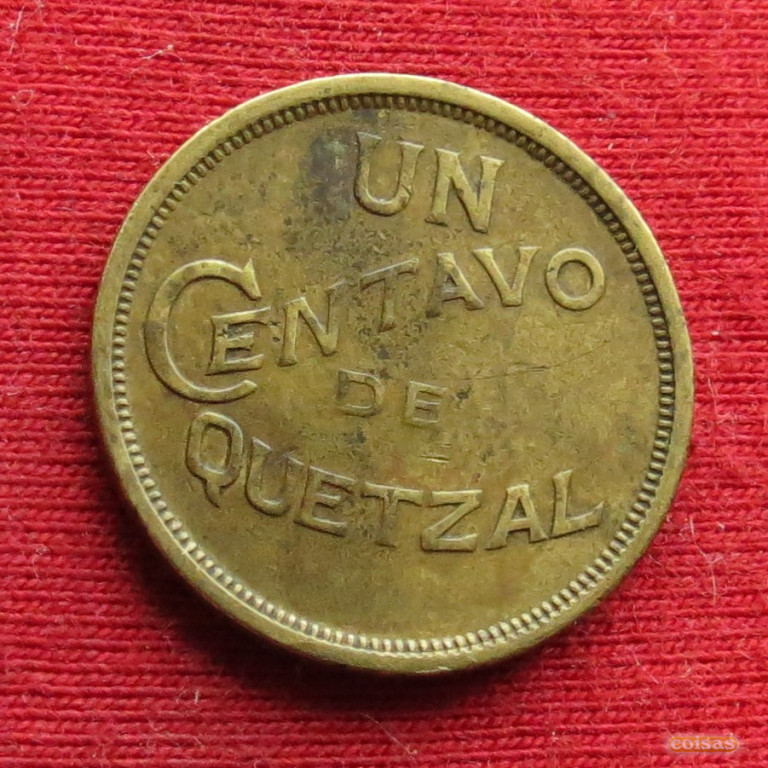 UN
CENTAVO
DE
QUETZAL
coisas